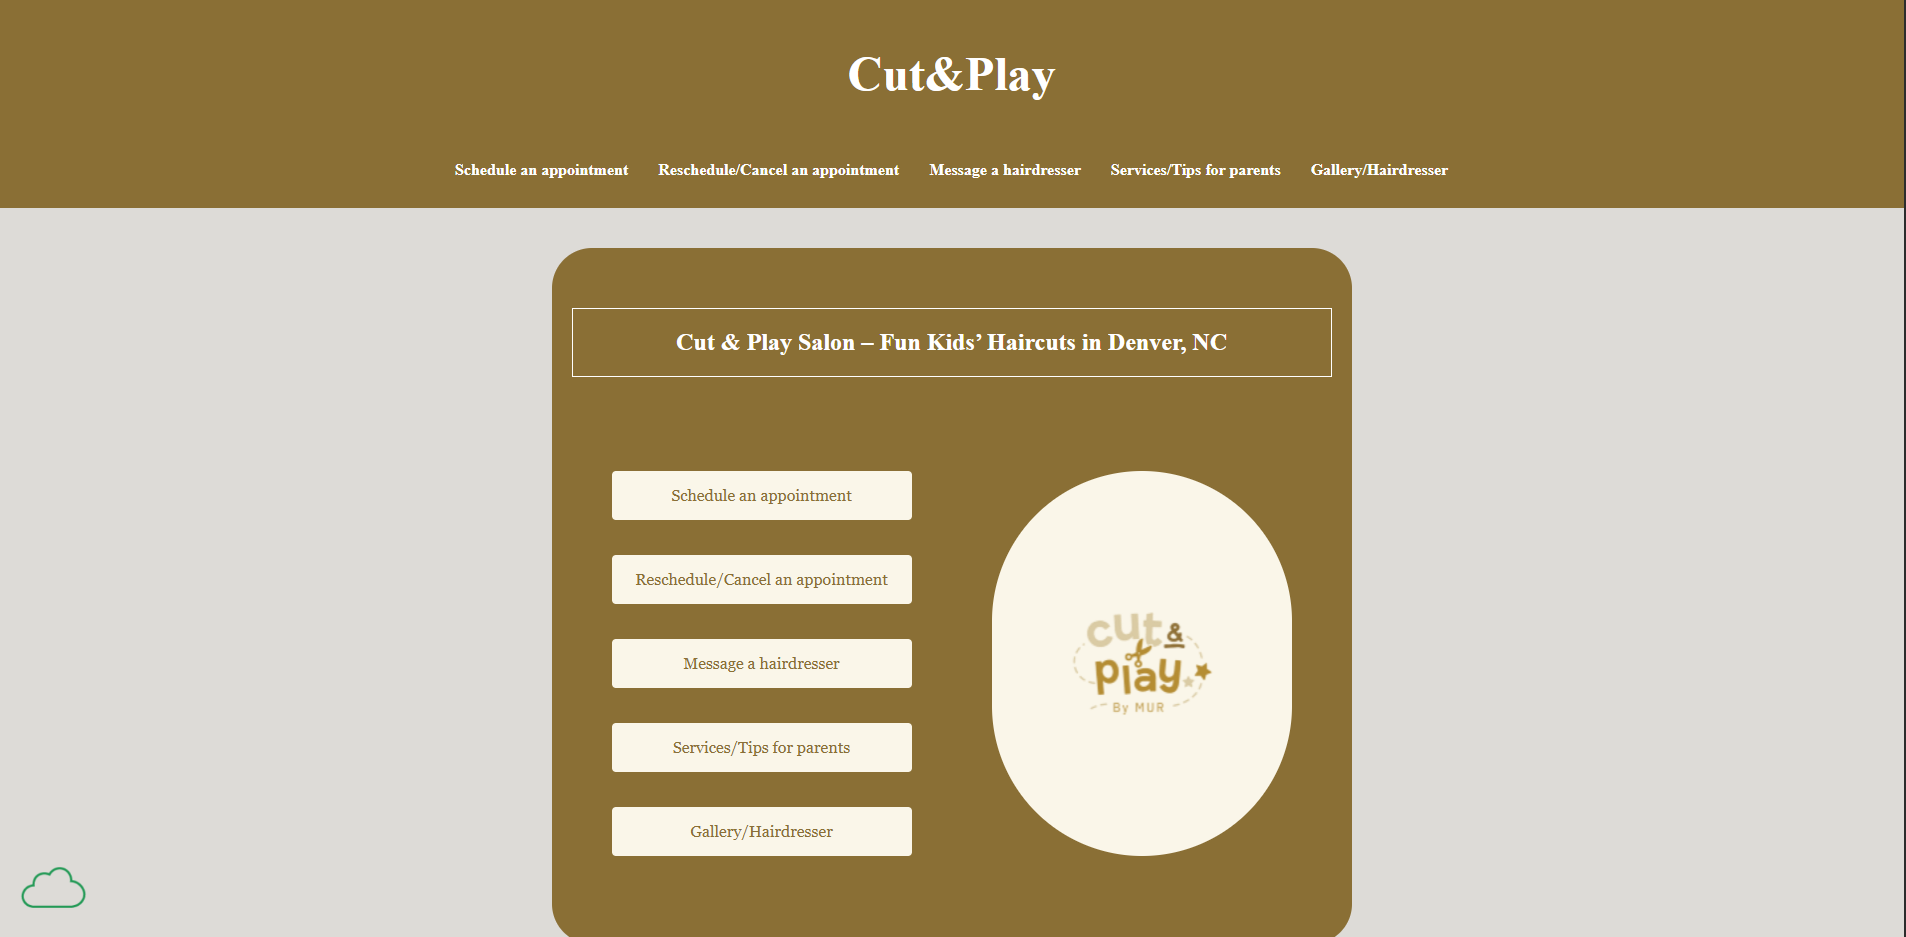 Cut&Play
Schedule an appointment Reschedule/Cancel an appointment Message a hairdresser Services/Tips for parents Gallery/Hairdresser
Cut & Play Salon – Fun Kids’ Haircuts in Denver, NC
Schedule an appointment
Reschedule/Cancel an appointment
Message a hairdresser
Services/Tips for parents
Gallery/Hairdresser
cut &
play
By MUR